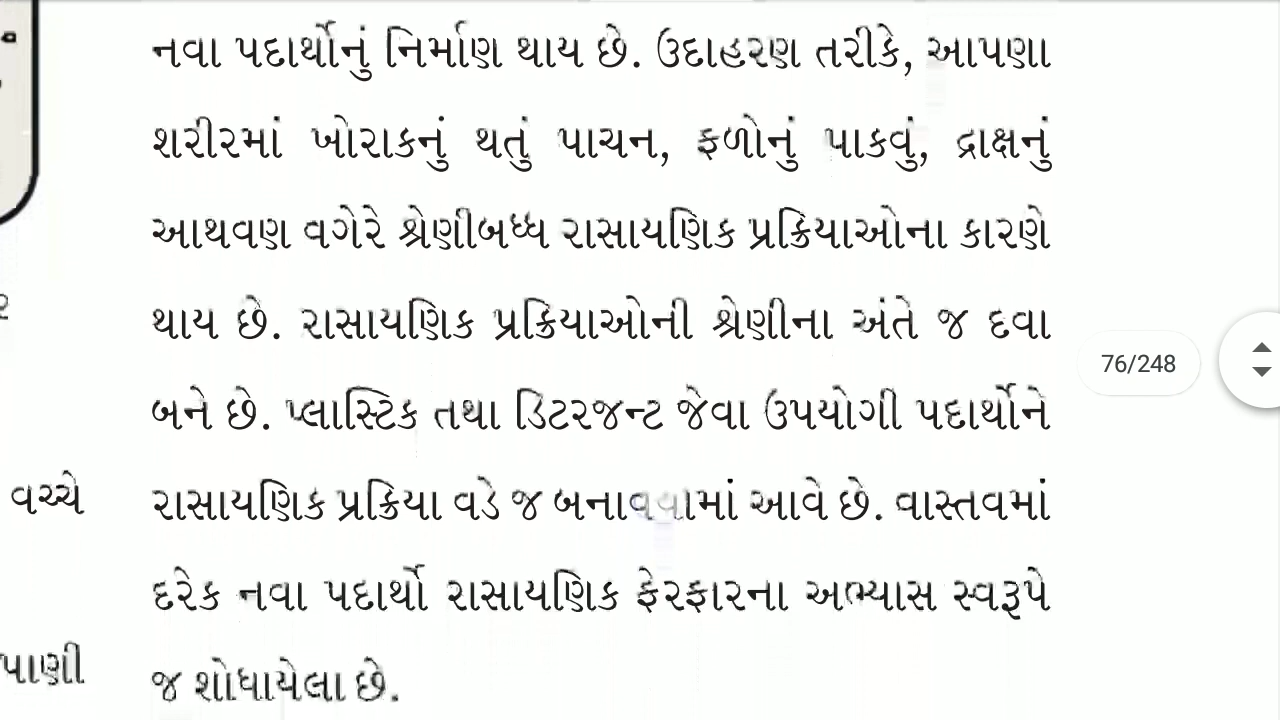 નવા પદાર્થોનું નિર્માણ થાય છે. ઉદાહરણ તરીકે, આપણા
શરીરમાં ખોરાકનું થતું પાચન, ફળોનું પાકવું, દ્રાક્ષનું
આથવણ વગેરે શ્રેણીબધ્ધ રાસાયણિક પ્રક્રિયાઓના કારણે
થાય છે. રાસાયણિક પ્રક્રિયાઓની શ્રેણીના અંતે જ દવા
76/248
બને છે. પ્લાસ્ટિક તથા ડિટરજન્ટ જેવા ઉપયોગી પદાર્થોને
વચ્ચે
રાસાયણિક પ્રક્રિયા વડે જ બનાવવામાં આવે છે. વાસ્તવમાં
દરેક નવા પદાર્થો રાસાયણિક ફેરફારના અભ્યાસ સ્વરૂપે
પાણી
જ શોધાયેલા છે.